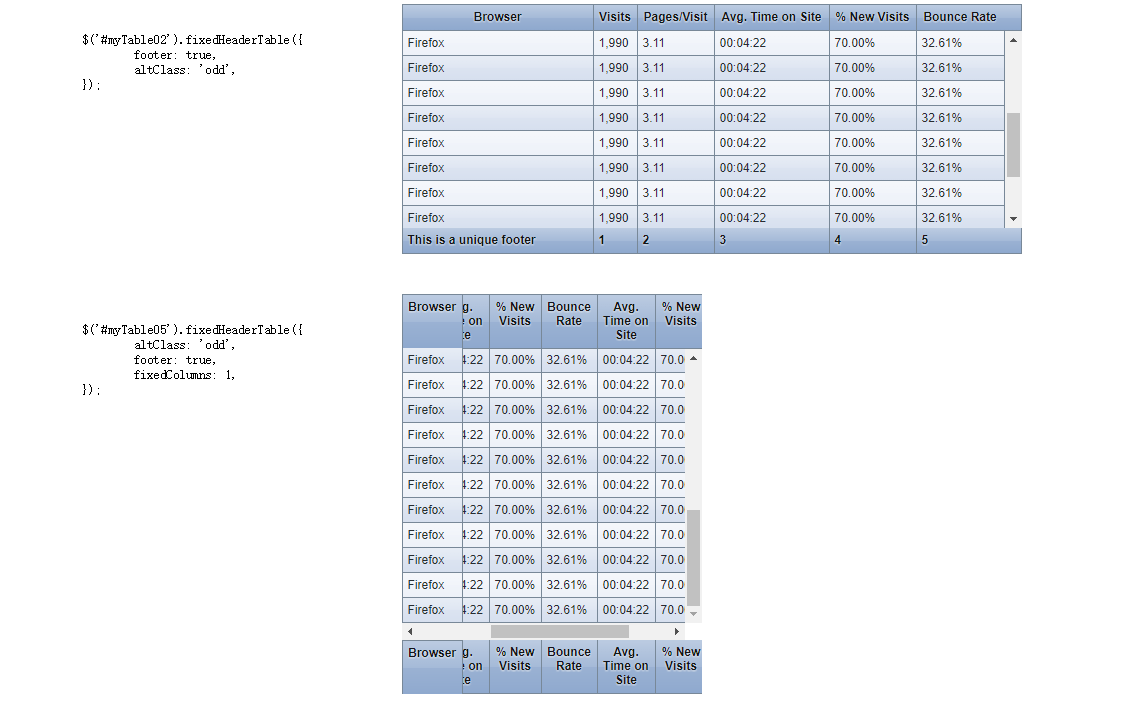 $('#myTable02').fixedHeaderTable({
footer: true,
altClass: 'odd',
});
Browser Visits Pages/Visit Avg. Time on Site % New Visits Bounce Rate
Firefox 1,990 3.11 00:04:22 70.00% 32.61%
Firefox 1,990 3.11 00:04:22 70.00% 32.61%
Firefox 1,990 3.11 00:04:22 70.00% 32.61%
Firefox 1,990 3.11 00:04:22 70.00% 32.61%
Firefox 1,990 3.11 00:04:22 70.00% 32.61%
Firefox 1,990 3.11 00:04:22 70.00% 32.61%
Firefox 1,990 3.11 00:04:22 70.00% 32.61%
Firefox 1,990 3.11 00:04:22 70.00% 32.61%
This is a unique footer 1 2 3 4 5
$('#myTable05').fixedHeaderTable({
altClass: 'odd',
footer: true,
fixedColumns: 1,
});
Browser g. % New Bounce Avg. % New
on Visits Rate Time on Visits
te Site
Firefox 4:22 70.00% 32.61% 00:04:22 70.0
Firefox 4:22 70.00% 32.61% 00:04:22 70.0
Firefox 4:22 70.00% 32.61% 00:04:22 70.0
Firefox 4:22 70.00% 32.61% 00:04:22 70.0
Firefox 4:22 70.00% 32.61% 00:04:22 70.0
Firefox 4:22 70.00% 32.61% 00:04:22 70.0
Firefox 4:22 70.00% 32.61% 00:04:22 70.0
Firefox 4:22 70.00% 32.61% 00:04:22 70.0
Firefox 4:22 70.00% 32.61% 00:04:22 70.0
Firefox 4:22 70.00% 32.61% 00:04:22 70.0
Firefox 4:22 70.00% 32.61% 00:04:22 70.0
Browser g. % New Bounce Avg. % New
on Visits Rate Time on Visits
te Site